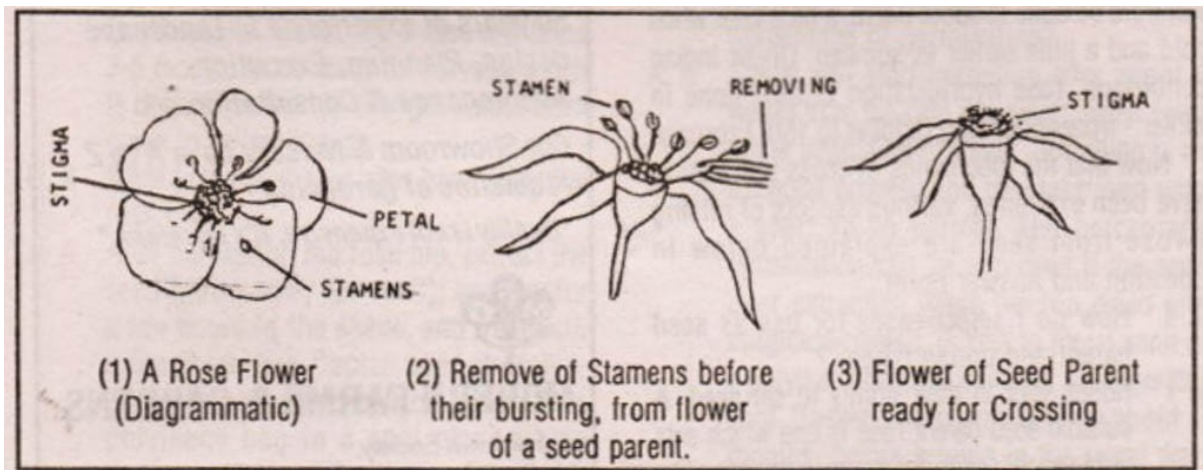 STIGMA
PETAL
STAMENS
(1) A Rose Flower
(Diagrammatic)
STAMEN
REMOVING
(2) Remove of Stamens before
their bursting, from flower
of a seed parent.
STIGMA
(3) Flower of Seed Parent
ready for Crossing